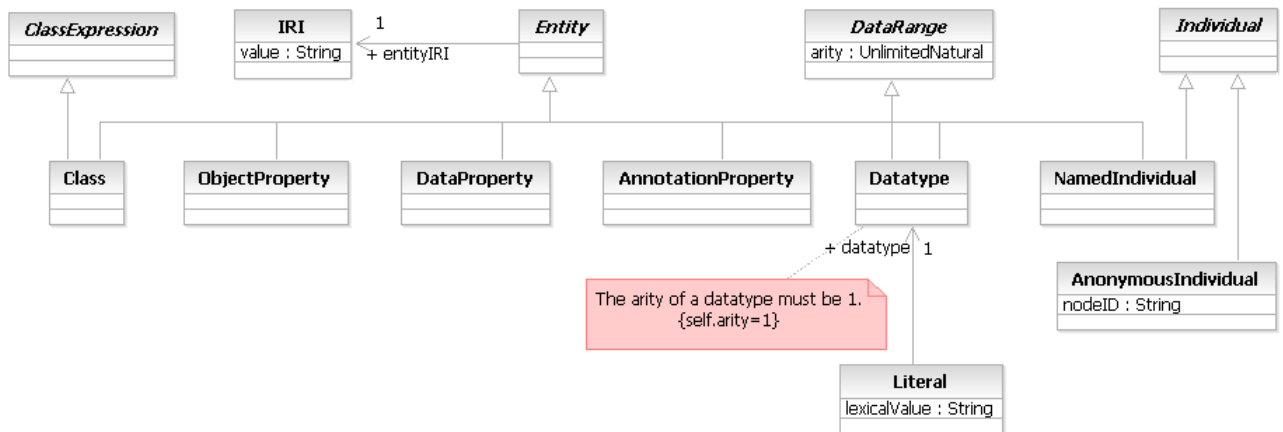 ClassExpression
IRI
value : String
1
+ entityIRI
Entity
DataRange
arity : UnlimitedNatural
Individual
Class
ObjectProperty
DataProperty
AnnotationProperty
Datatype
NamedIndividual
+ datatype
1
The arity of a datatype must be 1.
{self.arity=1}
AnonymousIndividual
nodeID : String
Literal
lexicalValue : String